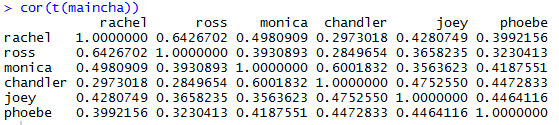 > cor(t(maincha))
rachel ross monica chandler joey phoebe
rachel 1.0000000 0.6426702 0.4980909 0.2973018 0.4280749 0.3992156
ross 0.6426702 1.0000000 0.3930893 0.2849654 0.3658235 0.3230413
monica 0.4980909 0.3930893 1.0000000 0.6001832 0.3563623 0.4187551
chandler 0.2973018 0.2849654 0.6001832 1.0000000 0.4752550 0.4472833
joey 0.4280749 0.3658235 0.3563623 0.4752550 1.0000000 0.4464116
phoebe 0.3992156 0.3230413 0.4187551 0.4472833 0.4464116 1.0000000